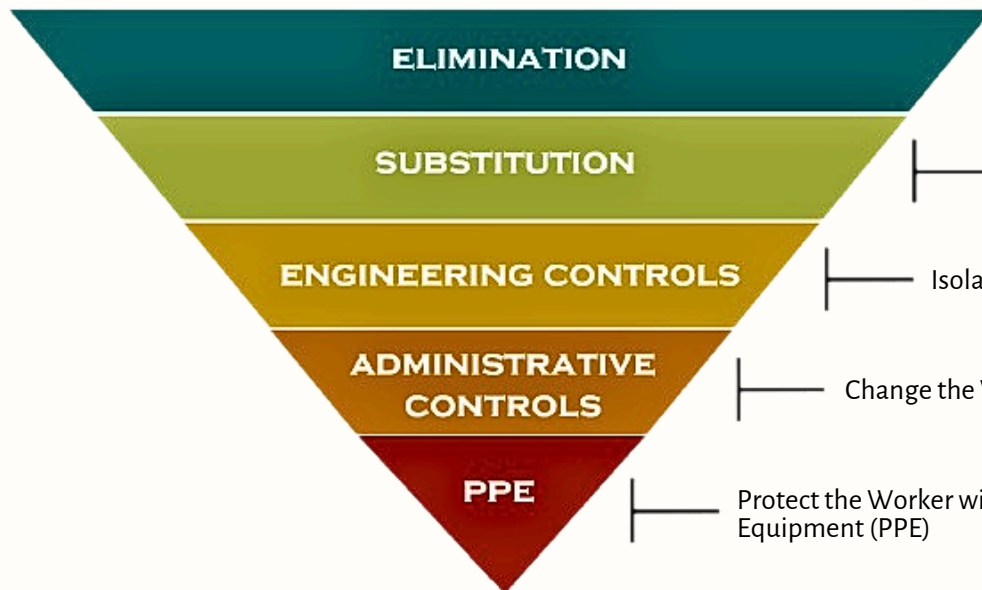 ELIMINATION
SUBSTITUTION
ENGINEERING CONTROLS
Isola
ADMINISTRATIVE
CONTROLS
Change the
PPE
Protect the Worker wi
Equipment (PPE)